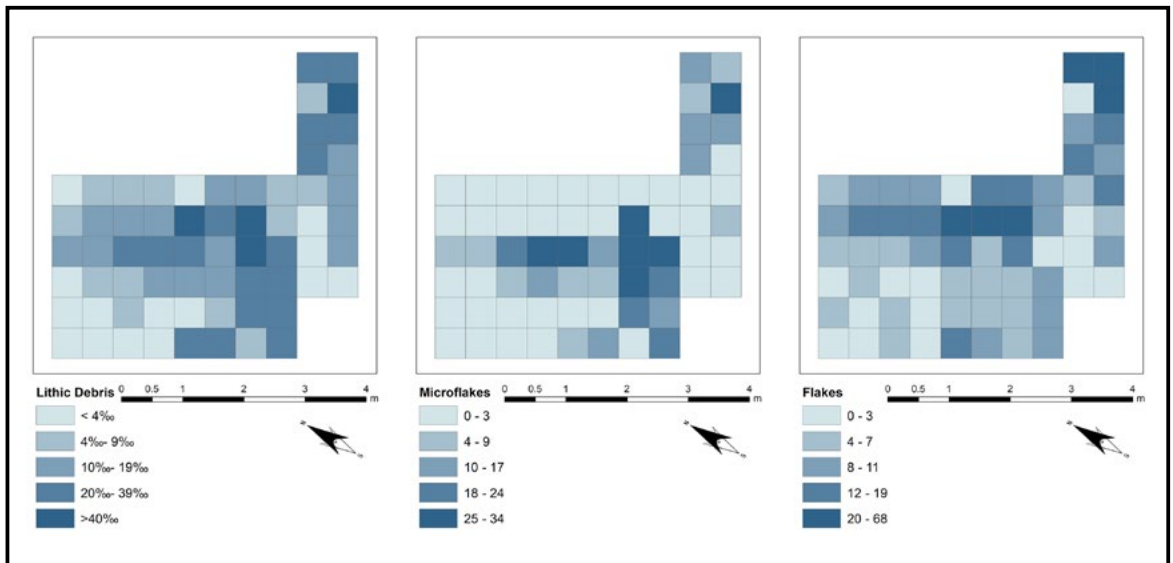 Lithic Debris 0 0.5 1 2 3 4
m
< 4‰
4‰- 9‰
10‰- 19‰
20‰- 39‰
>40‰
Microflakes 0 0.5 1 2 3 4
m
0 - 3
4 - 9
10 - 17
18 - 24
25 - 34
Flakes 0 0.5 1 2 3 4
m
0 - 3
4 - 7
8 - 11
12 - 19
20 - 68